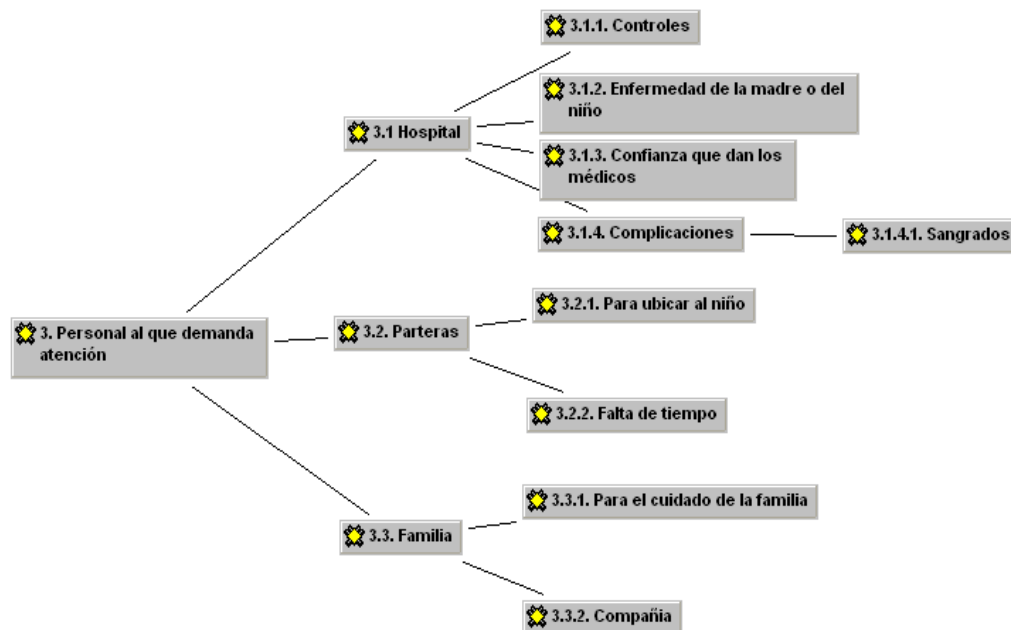 3.1.1. Controles
3.1.2. Enfermedad de la madre o del
niño
3.1 Hospital
3.1.3. Confianza que dan los
médicos
3.1.4. Complicaciones
3.1.4.1. Sangrados
3. Personal al que demanda
atención
3.2. Parteras
3.2.1. Para ubicar al niño
3.2.2. Falta de tiempo
3.3. Familia
3.3.1. Para el cuidado de la familia
3.3.2. Compañia